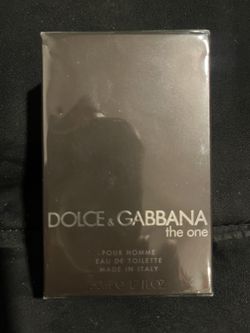 DOLCE & GABBANA
the one
POUR HOMME
EAU DE TOILETTE
MADE IN ITALY